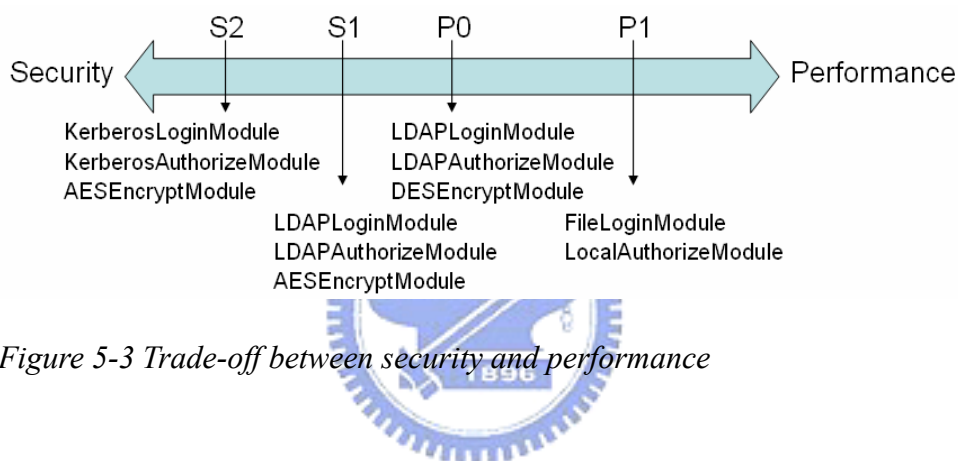 S2 S1 P0 P1
Security Performance
KerberosLoginModule
KerberosAuthorizeModule
AESEncryptModule
LDAPLoginModule
LDAPAuthorizeModule
DESEncryptModule
LDAPLoginModule
LDAPAuthorizeModule
AESEncryptModule
FileLoginModule
LocalAuthorizeModule
Figure 5-3 Trade-off between security and performance
1896